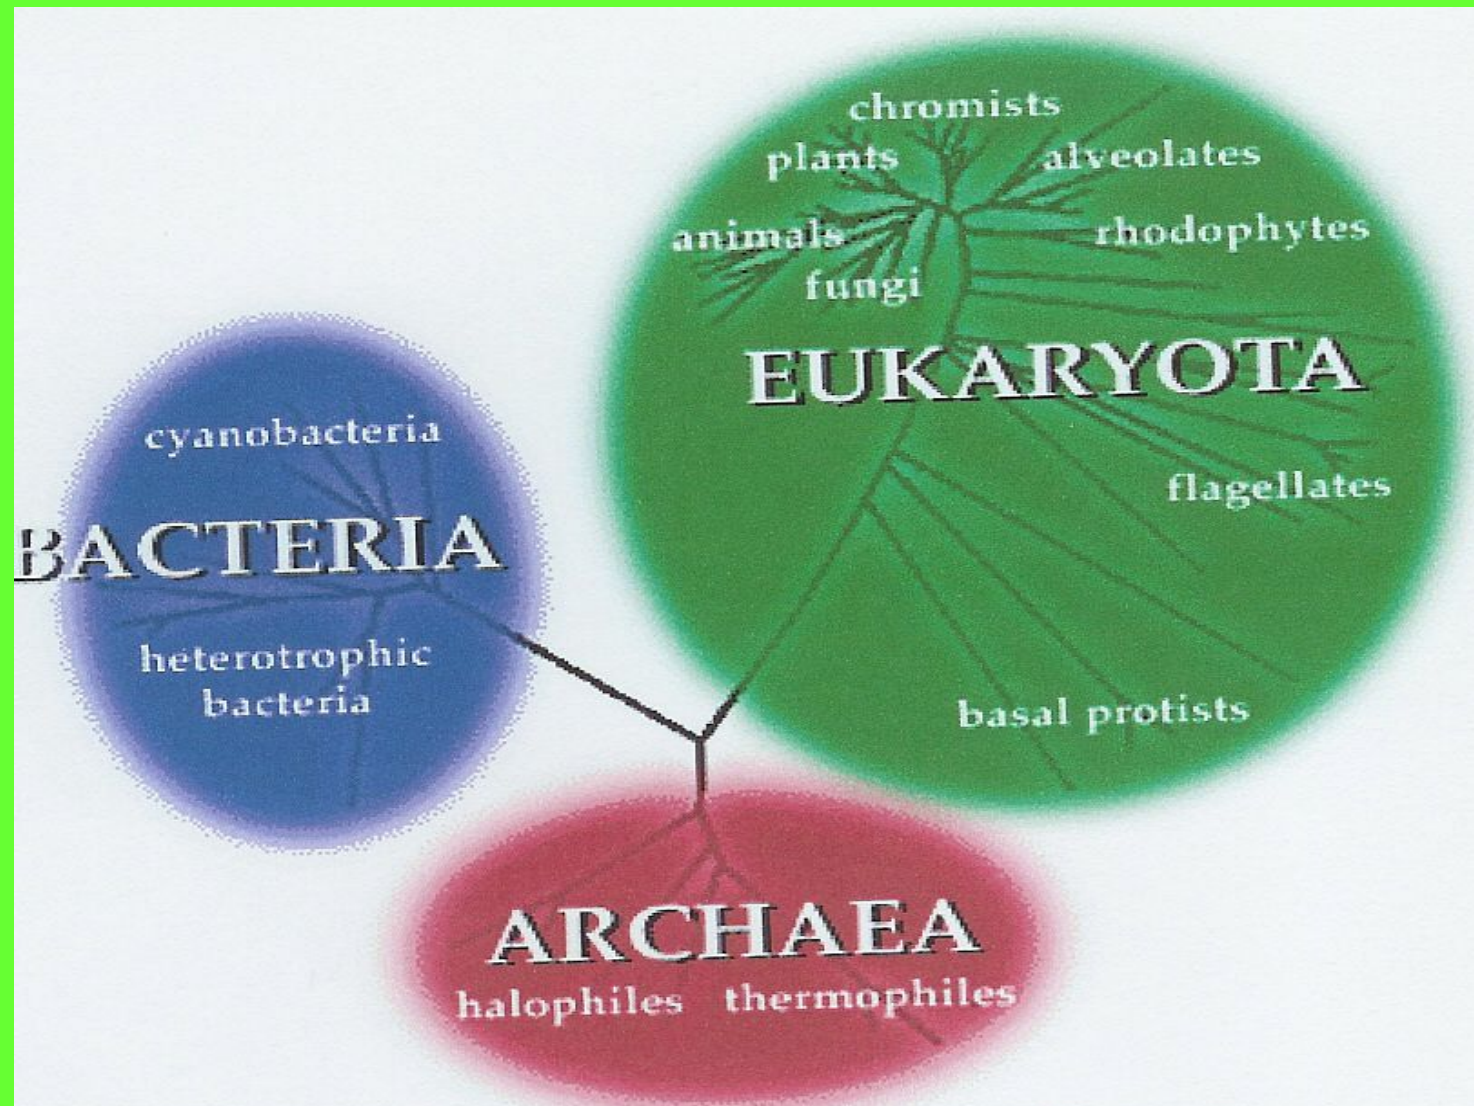 chromists
plants
alveolates
animals
rhodophytes
fungi
EUKARYOTA
flagellates
basal protists
cyanobacteria
BACTERIA
heterotrophic
bacteria
ARCHAEA
halophiles thermophiles